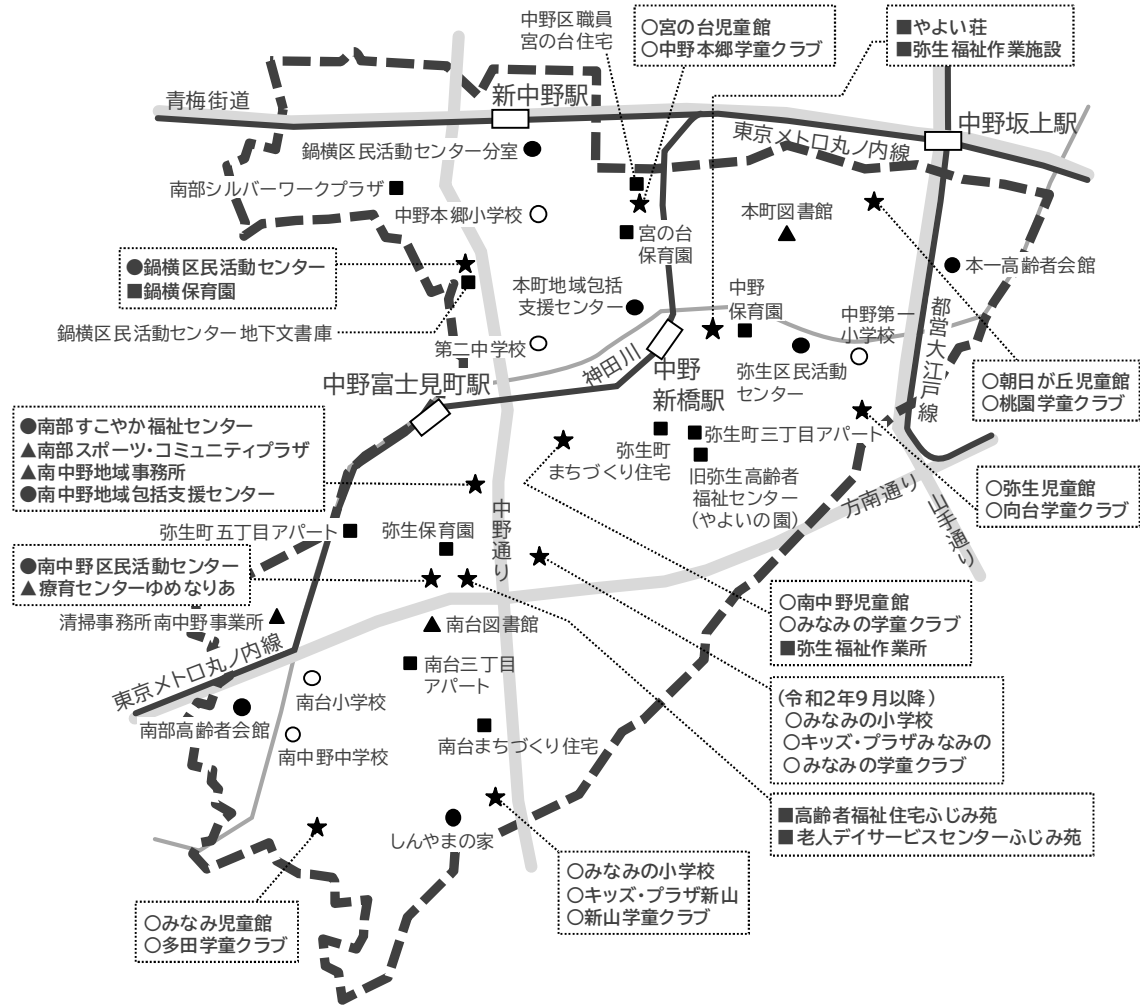 中野区職員
宮の台住宅
○宮の台児童館
○中野本郷学童クラブ
■やよい荘
■弥生福祉作業施設
青梅街道
新中野駅
中野坂上駅
東京メトロ丸ノ内線
鍋横区民活動センター分室
南部シルバーワークプラザ
中野本郷小学校
本町図書館
宮の台
保育園
●鍋横区民活動センター
■鍋横保育園
本一高齢者会館
本町地域包括
支援センター
中野
保育園
中野第一
小学校
都営大江戸線
鍋横区民活動センター地下文書庫
第二中学校
神田川
中野
新橋駅
弥生区民活動
センター
中野富士見町駅
○朝日が丘児童館
○桃園学童クラブ
●南部すこやか福祉センター
▲南部スポーツ・コミュニティプラザ
▲南中野地域事務所
●南中野地域包括支援センター
弥生町三丁目アパート
弥生町
まちづくり住宅
旧弥生高齢者
福祉センター
(やよいの園)
方南通り
山手通り
○弥生児童館
○向台学童クラブ
中野通り
弥生町五丁目アパート
弥生保育園
●南中野区民活動センター
▲療育センターゆめなりあ
清掃事務所南中野事業所
南台図書館
○南中野児童館
○みなみの学童クラブ
■弥生福祉作業所
東京メトロ丸ノ内線
南台三丁目
アパート
南台小学校
南部高齢者会館
南中野中学校
南台まちづくり住宅
(令和2年9月以降)
○みなみの小学校
○キッズ・プラザみなみの
○みなみの学童クラブ
■高齢者福祉住宅ふじみ苑
■老人デイサービスセンターふじみ苑
しんやまの家
○みなみの小学校
○キッズ・プラザ新山
○新山学童クラブ
○みなみ児童館
○多田学童クラブ